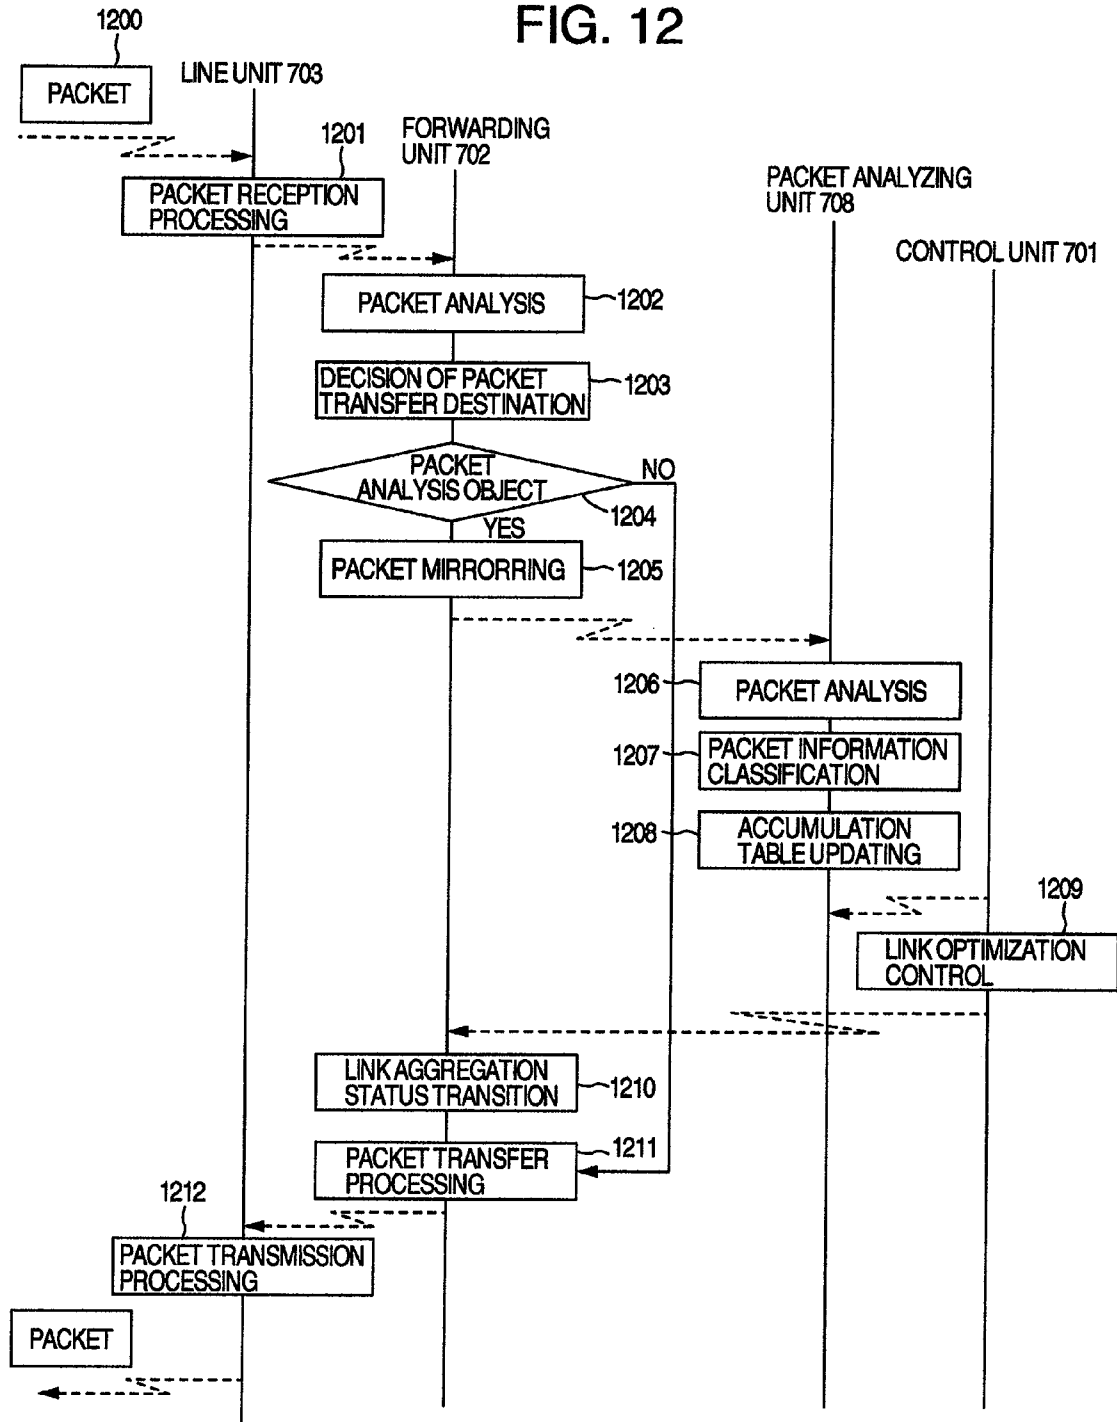 FIG. 12
1200
PACKET
LINE UNIT 703
1201
FORWARDING
UNIT 702
PACKET RECEPTION
PROCESSING
PACKET ANALYZING
UNIT 708
CONTROL UNIT 701
PACKET ANALYSIS
1202
DECISION OF PACKET
TRANSFER DESTINATION
1203
PACKET
ANALYSIS OBJECT
NO
1204
YES
PACKET MIRRORRING
1205
1206
PACKET ANALYSIS
1207
PACKET INFORMATION
CLASSIFICATION
1208
ACCUMULATION
TABLE UPDATING
1209
LINK OPTIMIZATION
CONTROL
LINK AGGREGATION
STATUS TRANSITION
1210
1211
PACKET TRANSFER
PROCESSING
1212
PACKET TRANSMISSION
PROCESSING
PACKET